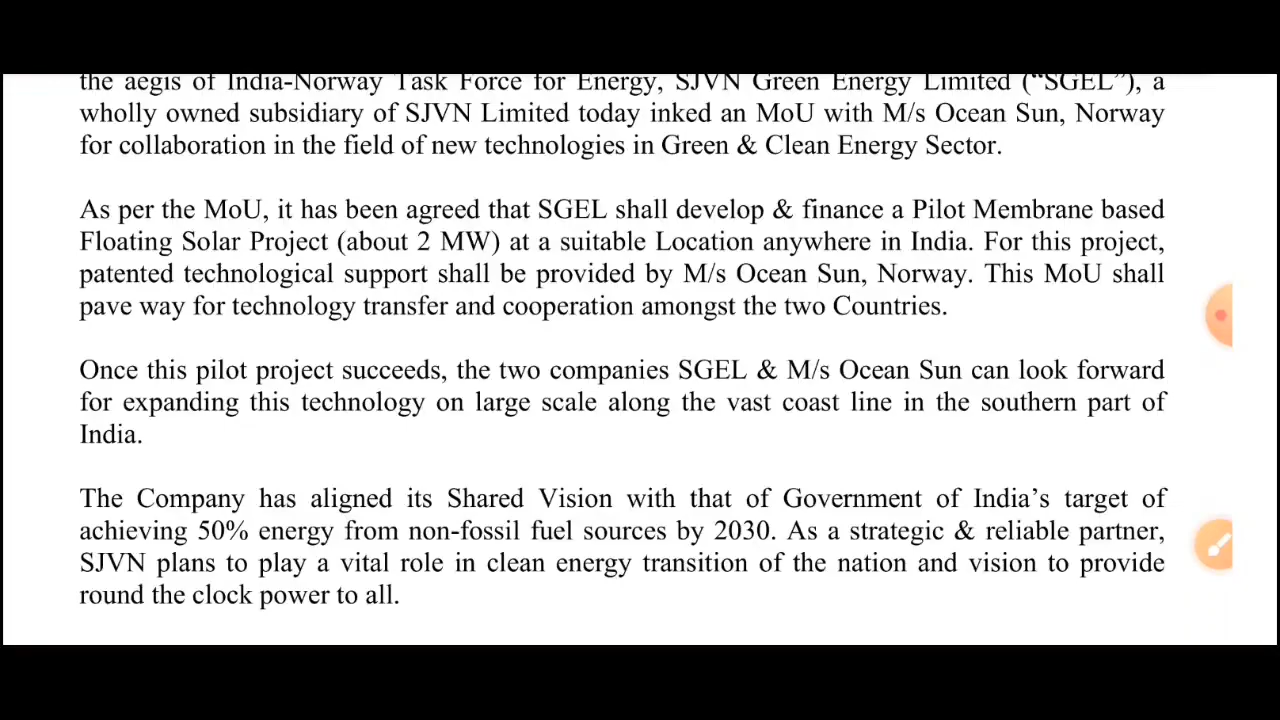 the aegis of India-Norway Task Force for Energy, SJVN Green Energy Limited (“SGEL”), a
wholly owned subsidiary of SJVN Limited today inked an MoU with M/s Ocean Sun, Norway
for collaboration in the field of new technologies in Green & Clean Energy Sector.
As per the MoU, it has been agreed that SGEL shall develop & finance a Pilot Membrane based
Floating Solar Project (about 2 MW) at a suitable Location anywhere in India. For this project,
patented technological support shall be provided by M/s Ocean Sun, Norway. This MoU shall
pave way for technology transfer and cooperation amongst the two Countries.
Once this pilot project succeeds, the two companies SGEL & M/s Ocean Sun can look forward
for expanding this technology on large scale along the vast coast line in the southern part of
India.
The Company has aligned its Shared Vision with that of Government of India’s target of
achieving 50% energy from non-fossil fuel sources by 2030. As a strategic & reliable partner,
SJVN plans to play a vital role in clean energy transition of the nation and vision to provide
round the clock power to all.